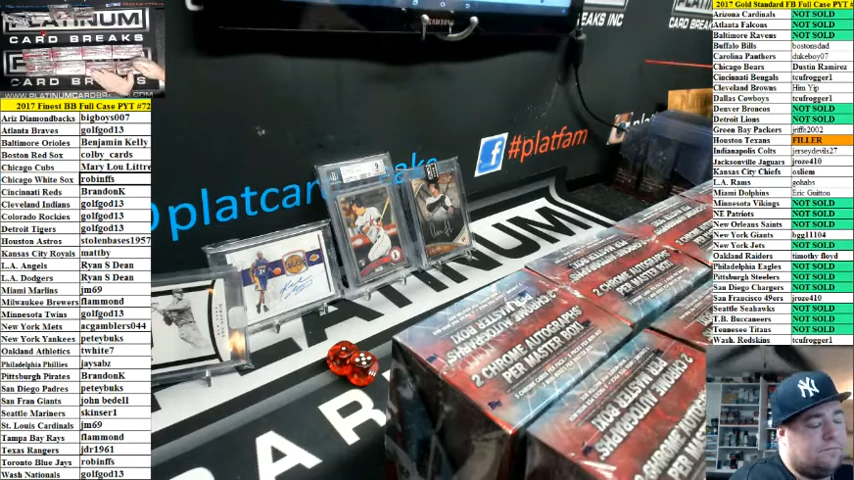 PLATINUM
CARD BREAKS
WWW.PLATINUMCARDBREAKS
2017 Finest BB Full Case PYT #72
Ariz Diamondbacks bigboys007
Atlanta Braves golfgod13
Baltimore Orioles Benjamin Kelly
Boston Red Sox colby_cards
Chicago Cubs Mary Lou Littre
Chicago White Sox robinffs
Cincinati Reds BrandonK
Cleveland Indians golfgod13
Colorado Rockies golfgod13
Detroit Tigers golfgod13
Houston Astros stolenbases1957
Kansas City Royals mattby
L.A. Angels Ryan S Dean
L.A. Dodgers Ryan S Dean
Miami Marlins jm69
Milwaukee Brewers flammond
Minnesota Twins golfgod13
New York Mets acgamblers044
New York Yankees peteybuks
Oakland Athletics twhite7
Philadelphia Phillies jaysabz
Pittsburgh Pirates BrandonK
San Diego Padres peteybuks
San Fran Giants john bedell
Seattle Mariners skinser1
St. Louis Cardinals jm69
Tampa Bay Rays flammond
Texas Rangers jdr1961
Toronto Blue Jays robinffs
Wash Nationals golfgod13
SAMSUNG
PLATINUM
BREAKS INC
#platfam
platcardbreaks
PLATINUM
CARD
2 CHROME AUTOGRAPHS
PER MASTER BOX!
2 CHROME AUTOGRAPHS
PER MASTER BOX!
2 CHROME AUTOGRAPHS
PER MASTER BOX!
2017 Gold Standard FB Full Case PYT #
Arizona Cardinals NOT SOLD
Atlanta Falcons NOT SOLD
Baltimore Ravens NOT SOLD
Buffalo Bills bostonsdad
Carolina Panthers dukeboy07
Chicago Bears Dustin Ramirez
Cincinnati Bengals tcufrogger1
Cleveland Browns Him Yip
Dallas Cowboys tcufrogger1
Denver Broncos NOT SOLD
Detroit Lions NOT SOLD
Green Bay Packers jriffe2002
Houston Texans FILLER
Indianapolis Colts jerseydevils27
Jacksonville Jaguars jroze410
Kansas City Chiefs osliem
L.A. Rams gohabs
Miami Dolphins Eric Guitton
Minnesota Vikings NOT SOLD
NE Patriots NOT SOLD
New Orleans Saints NOT SOLD
New York Giants bgg11104
New York Jets NOT SOLD
Oakland Raiders timothy floyd
Philadelphia Eagles NOT SOLD
Pittsburgh Steelers NOT SOLD
San Diego Chargers NOT SOLD
San Francisco 49ers jroze410
Seattle Seahawks NOT SOLD
T.B. Buccaneers NOT SOLD
Tennesee Titans NOT SOLD
Wash. Redskins tcufrogger1